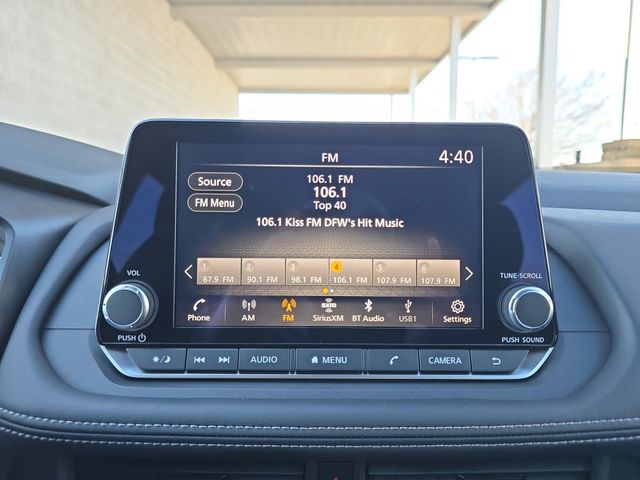 FM
4:40
Source
106.1 FM
106.1
FM Menu
Top 40
106.1 Kiss FM DFW's Hit Music
1 2 3 4 5 6
87.9 FM 90.1 FM 98.1 FM 106.1 FM 107.9 FM 107.9 FM
Phone AM FM SiriusXM BT Audio USB1 Settings
VOL
PUSH
TUNE·SCROLL
PUSH SOUND
AUDIO MENU CAMERA